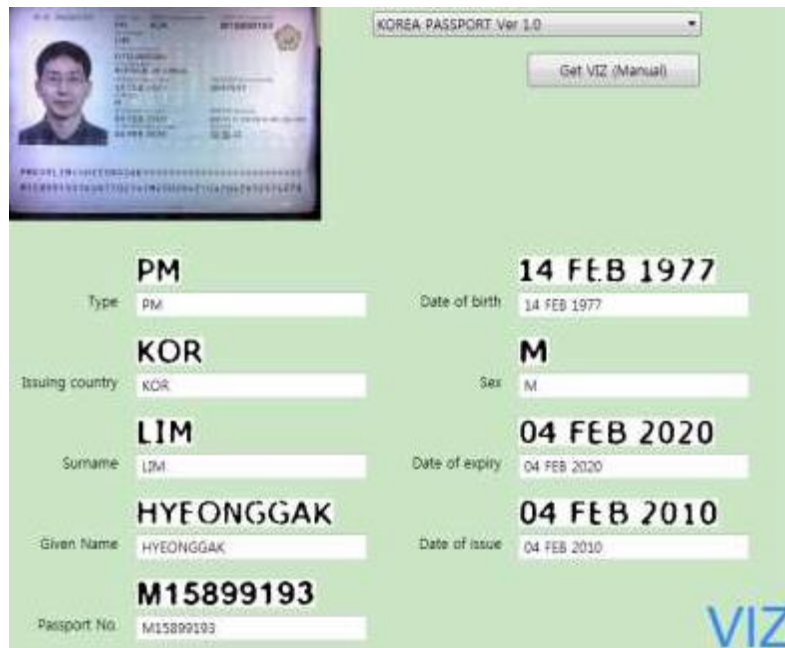 M15899193
KOREA PASSPORT Ver 1.0
Get VIZ (Manual)
PM
Type PM
14 FEB 1977
Date of birth 14 FEB 1977
KOR
Issuing country KOR
M
Sex M
LIM
Surname LIM
04 FEB 2020
Date of expiry 04 FEB 2020
HYEONGGAK
Given Name HYEONGGAK
04 FEB 2010
Date of issue 04 FEB 2010
M15899193
Passport No. M15899193
VIZ